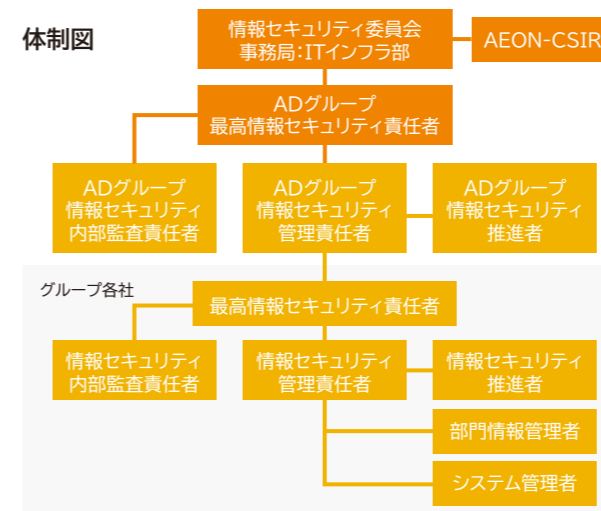 体制図
情報セキュリティ委員会
事務局：ITインフラ部
AEON-CSIR
ADグループ
最高情報セキュリティ責任者
ADグループ
情報セキュリティ
内部監査責任者
ADグループ
情報セキュリティ
管理責任者
ADグループ
情報セキュリティ
推進者
グループ各社
最高情報セキュリティ責任者
情報セキュリティ
内部監査責任者
情報セキュリティ
管理責任者
情報セキュリティ
推進者
部門情報管理者
システム管理者